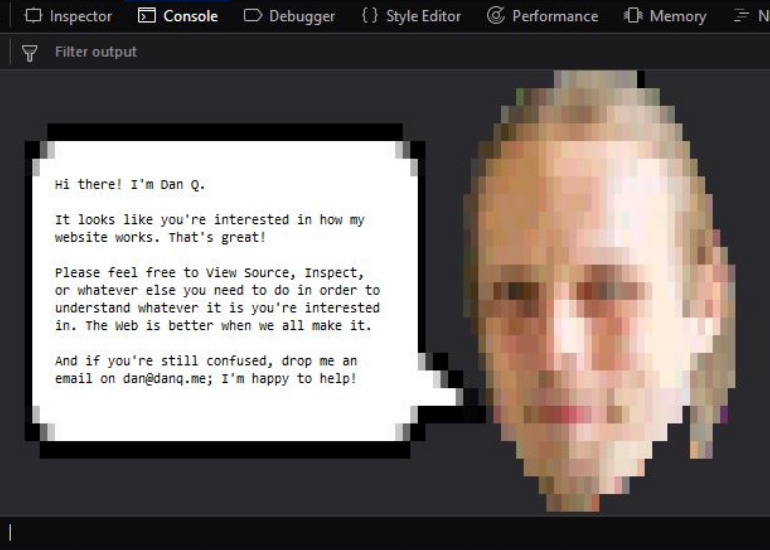 Inspector Console Debugger {} Style Editor Performance Memory N
Filter output
Hi there! I'm Dan Q.
It looks like you're interested in how my
website works. That's great!
Please feel free to View Source, Inspect,
or whatever else you need to do in order to
understand whatever it is you're interested
in. The Web is better when we all make it.
And if you're still confused, drop me an
email on dan@danq.me; I'm happy to help!